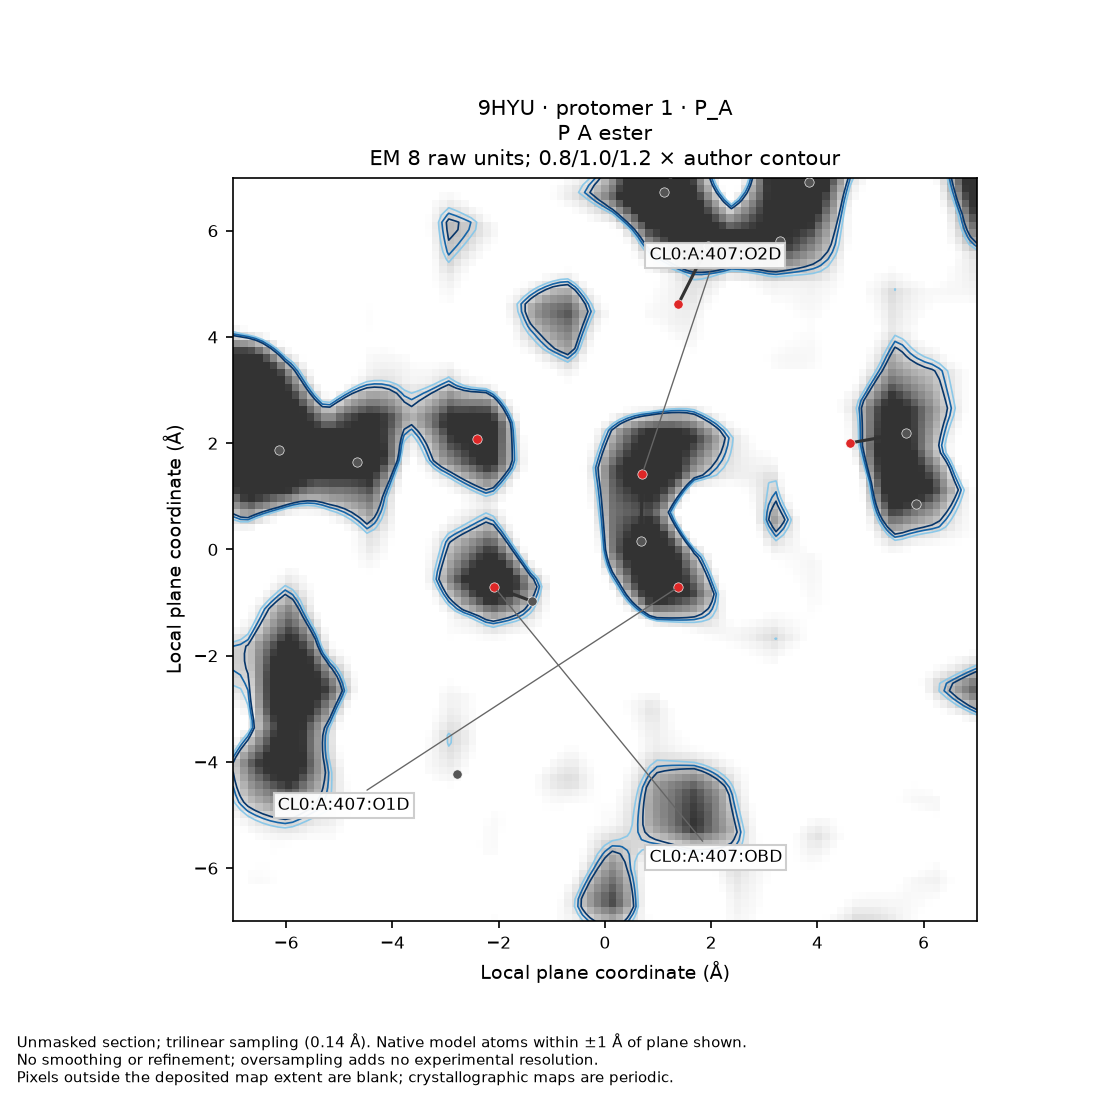 9HYU · protomer 1 · P_A
P A ester
EM 8 raw units; 0.8/1.0/1.2 × author contour
CL0:A:407:O2D
CL0:A:407:O1D
CL0:A:407:OBD
6
4
2
0
−2
−4
−6
Local plane coordinate (Å)
−6 −4 −2 0 2 4 6
Local plane coordinate (Å)
Unmasked section; trilinear sampling (0.14 Å). Native model atoms within ±1 Å of plane shown.
No smoothing or refinement; oversampling adds no experimental resolution.
Pixels outside the deposited map extent are blank; crystallographic maps are periodic.